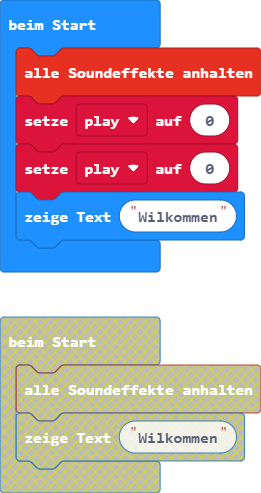 beim Start
alle Soundeffekte anhalten
setze play auf 0
setze play auf 0
zeige Text "Wilkommen"
beim Start
alle Soundeffekte anhalten
zeige Text "Wilkommen"